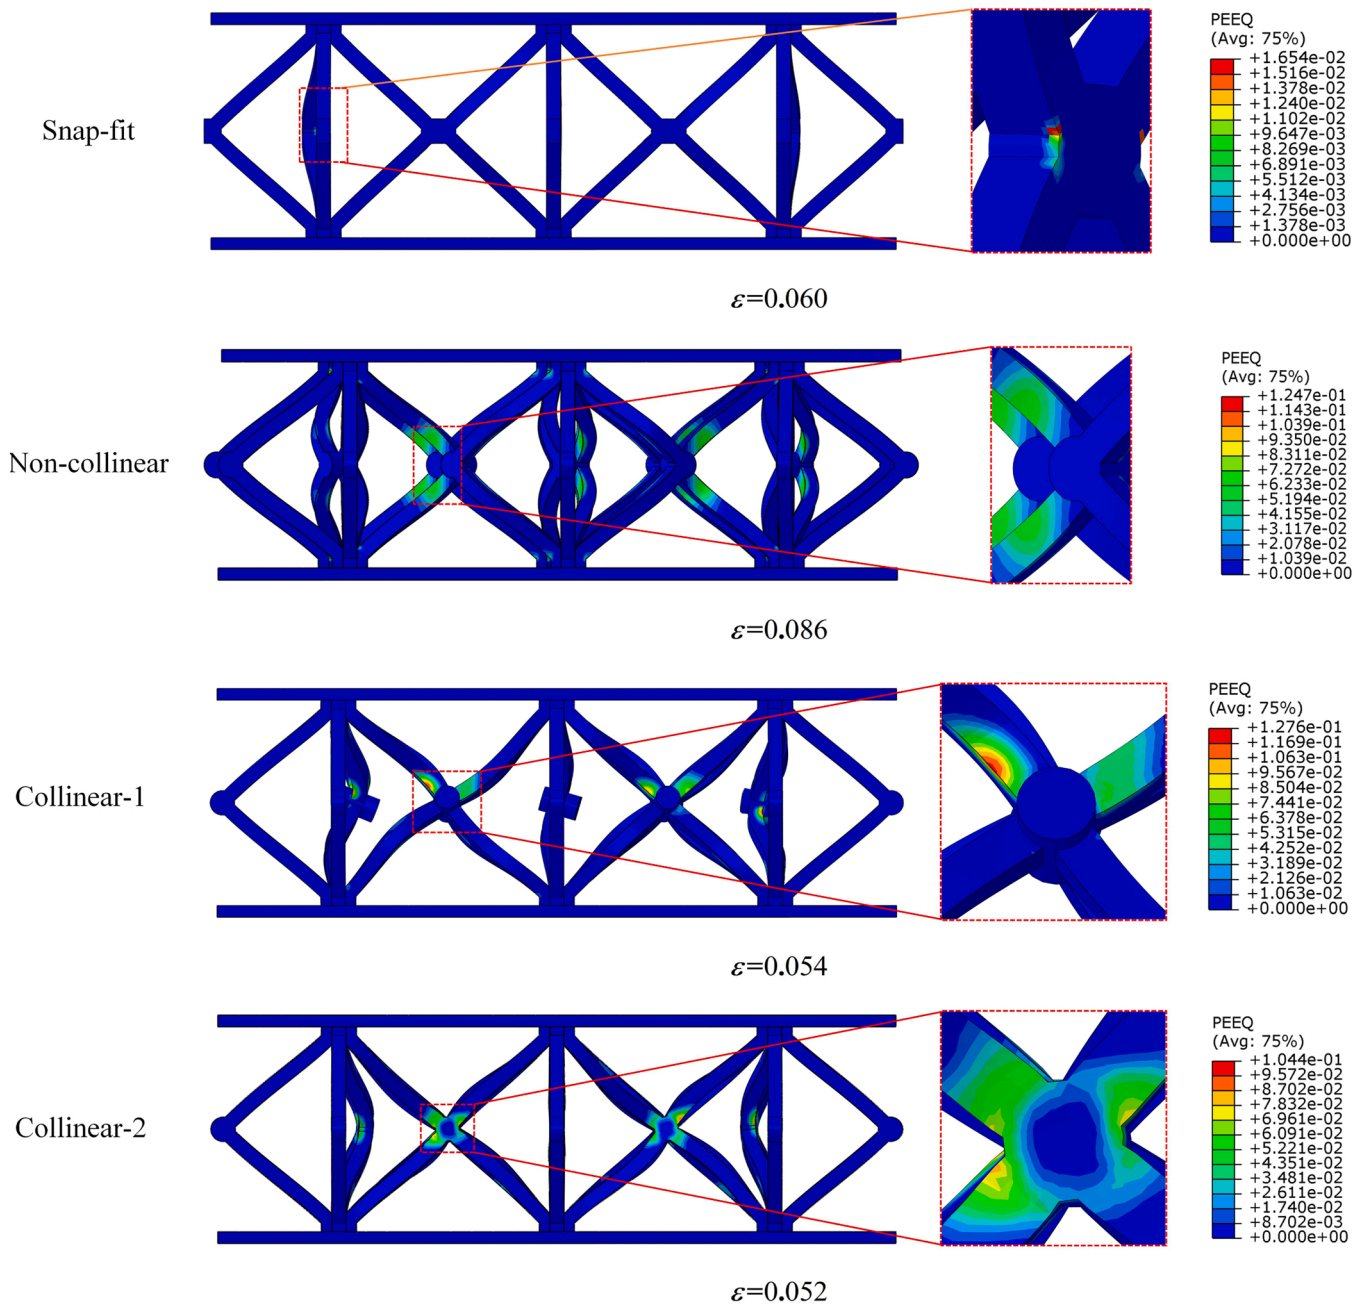 PEEQ
(Avg: 75%)
+1.654e-02
+1.516e-02
+1.378e-02
+1.240e-02
+1.102e-02
+9.647e-03
+8.269e-03
+6.891e-03
+5.512e-03
+4.134e-03
+2.756e-03
+1.378e-03
+0.000e+00
Snap-fit
ε=0.060
PEEQ
(Avg: 75%)
+1.247e-01
+1.143e-01
+1.039e-01
+9.350e-02
+8.311e-02
+7.272e-02
+6.233e-02
+5.194e-02
+4.155e-02
+3.117e-02
+2.078e-02
+1.039e-02
+0.000e+00
Non-collinear
ε=0.086
PEEQ
(Avg: 75%)
+1.276e-01
+1.169e-01
+1.063e-01
+9.567e-02
+8.504e-02
+7.441e-02
+6.378e-02
+5.315e-02
+4.252e-02
+3.189e-02
+2.126e-02
+1.063e-02
+0.000e+00
Collinear-1
ε=0.054
PEEQ
(Avg: 75%)
+1.044e-01
+9.572e-02
+8.702e-02
+7.832e-02
+6.961e-02
+6.091e-02
+5.221e-02
+4.351e-02
+3.481e-02
+2.611e-02
+1.740e-02
+8.702e-03
+0.000e+00
Collinear-2
ε=0.052